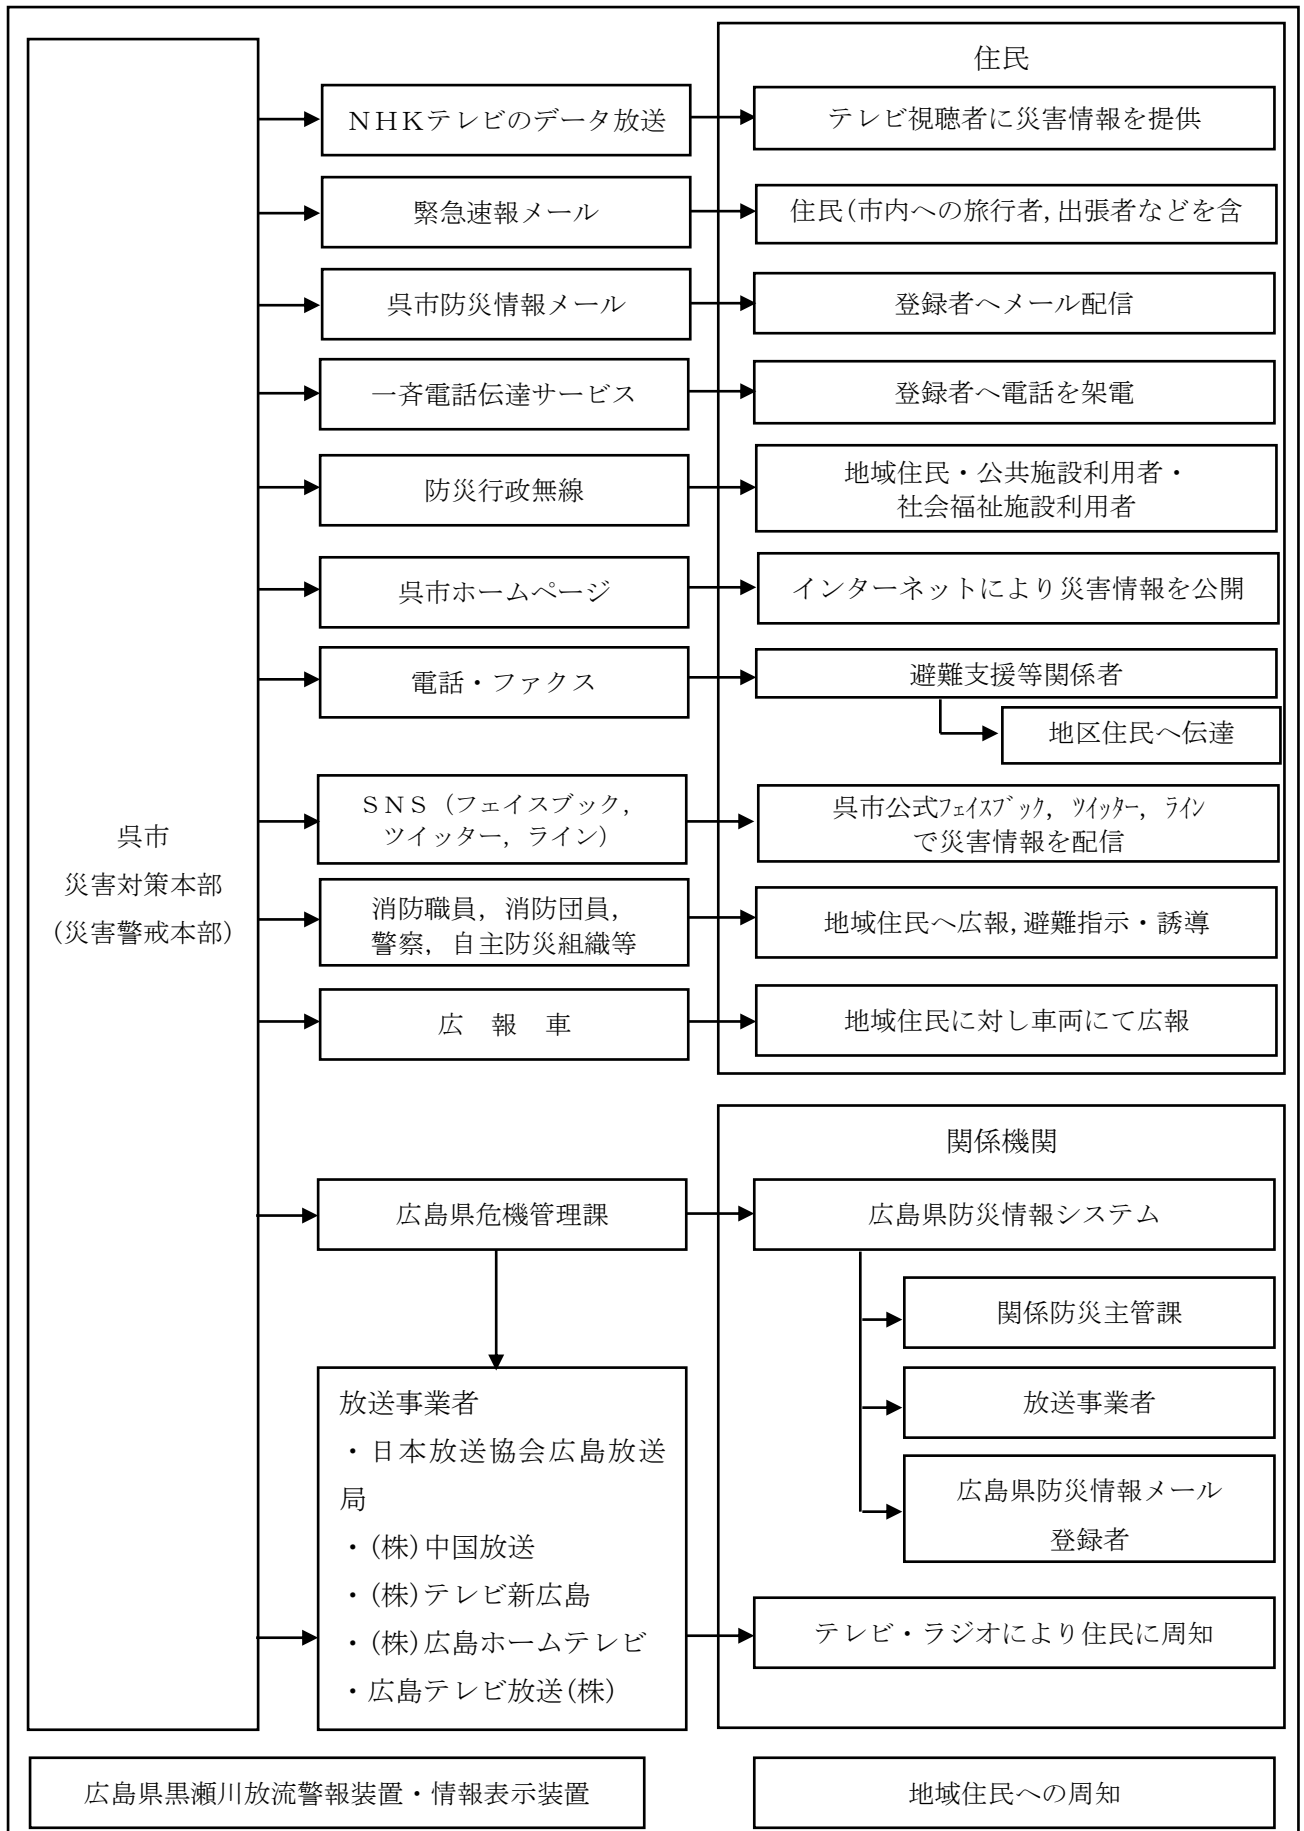 住民
NHKテレビのデータ放送
テレビ視聴者に災害情報を提供
緊急速報メール
住民(市内への旅行者,出張者などを含
呉市防災情報メール
登録者へメール配信
一斉電話伝達サービス
登録者へ電話を架電
防災行政無線
地域住民・公共施設利用者・
社会福祉施設利用者
呉市ホームページ
インターネットにより災害情報を公開
電話・ファクス
避難支援等関係者
地区住民へ伝達
SNS(フェイスブック,
ツイッター,ライン)
呉市公式フェイスブック,ツイッター,ライン
で災害情報を配信
呉市
災害対策本部
(災害警戒本部)
消防職員,消防団員,
警察,自主防災組織等
地域住民へ広報,避難指示・誘導
広 報 車
地域住民に対し車両にて広報
関係機関
広島県危機管理課
広島県防災情報システム
関係防災主管課
放送事業者
広島県防災情報メール
登録者
放送事業者
・日本放送協会広島放送
局
・(株)中国放送
・(株)テレビ新広島
・(株)広島ホームテレビ
・広島テレビ放送(株)
テレビ・ラジオにより住民に周知
広島県黒瀬川放流警報装置・情報表示装置
地域住民への周知